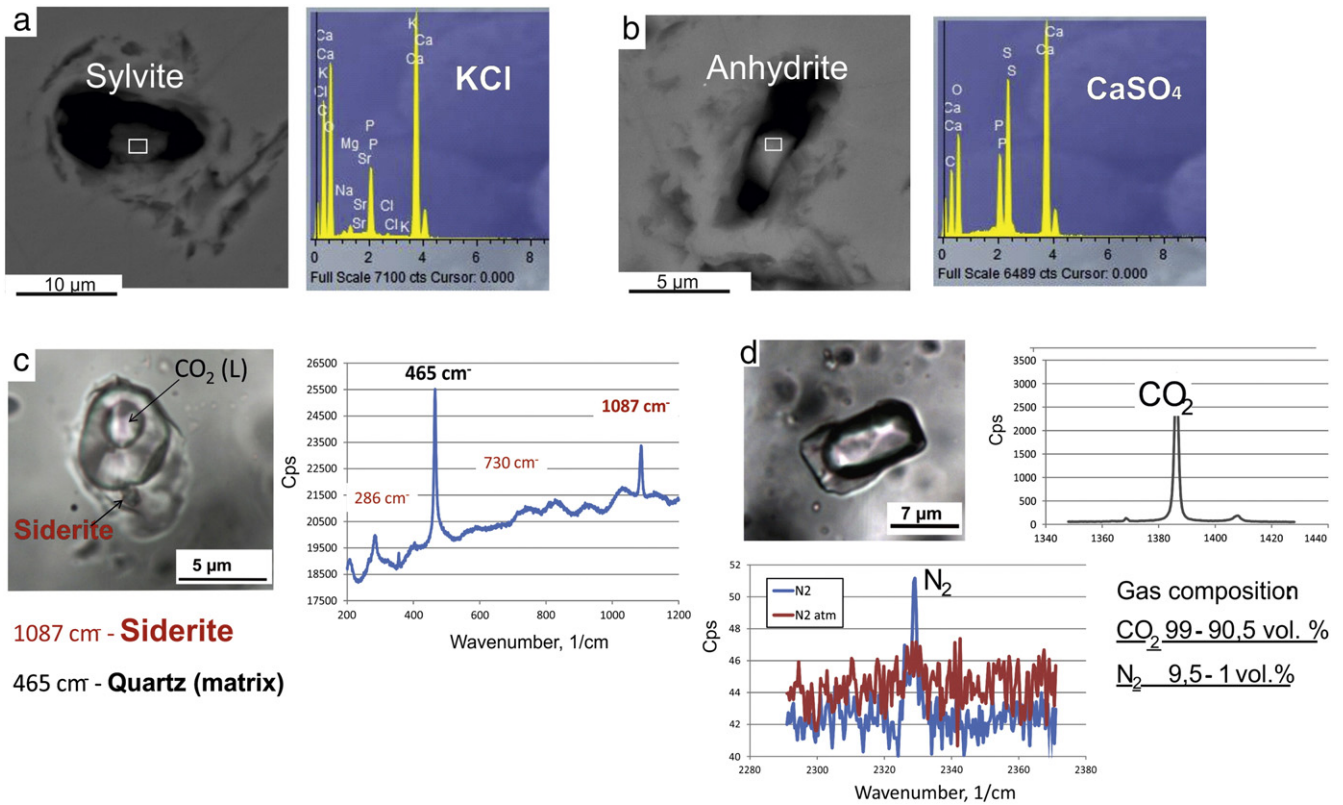 a
Sylvite
Ca
Ca
K
Cl
C
O
Mg
Na
Sr
Sr
Sr
P
P
Cl
Cl
K
K
Ca
Ca
KCl
0
2
4
6
8
Full Scale 7100 cts Cursor: 0.000
10 µm
b
Anhydrite
O
Ca
Ca
C
P
P
S
S
Ca
Ca
CaSO₄
0
2
4
6
8
Full Scale 6489 cts Cursor: 0.000
5 µm
c
CO₂ (L)
Siderite
5 µm
1087 cm⁻ - Siderite
465 cm⁻ - Quartz (matrix)
26500
25500
24500
23500
22500
21500
20500
19500
18500
17500
Cps
465 cm⁻
1087 cm⁻
730 cm⁻
286 cm⁻
200
400
600
800
1000
1200
Wavenumber, 1/cm
d
7 µm
3500
3000
2500
2000
1500
1000
500
0
Cps
CO₂
1340
1360
1380
1400
1420
1440
52
50
48
46
44
42
40
Cps
N2
N2 atm
N₂
2280
2300
2320
2340
2360
2380
Wavenumber, 1/cm
Gas composition:
CO₂ 99 - 90,5 vol. %
N₂ 9,5 - 1 vol.%